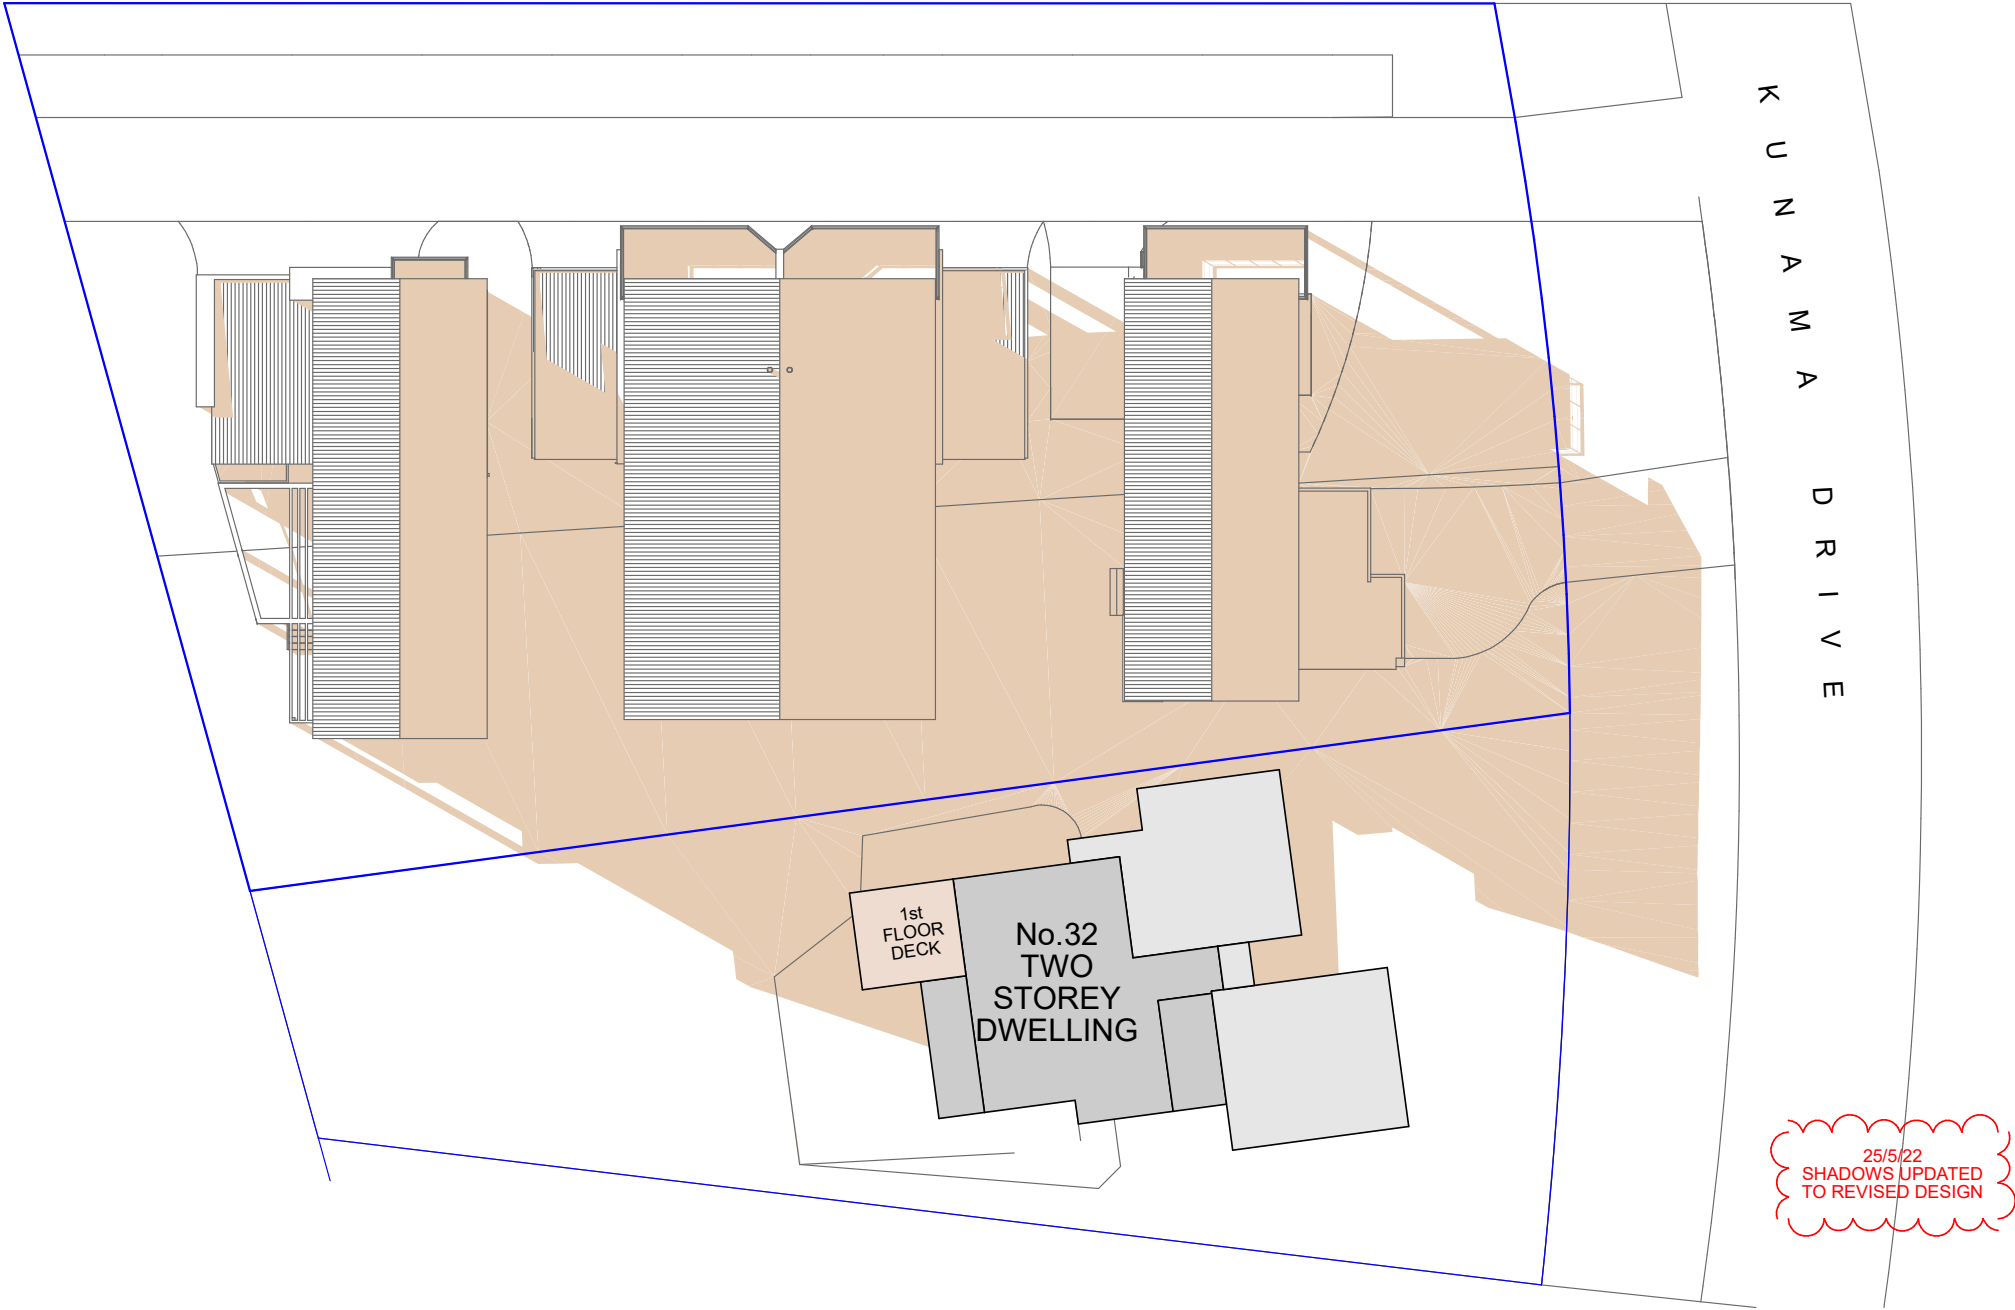 KUNAMA DRIVE
1st
FLOOR
DECK
No.32
TWO
STOREY
DWELLING
25/5/22
SHADOWS UPDATED
TO REVISED DESIGN